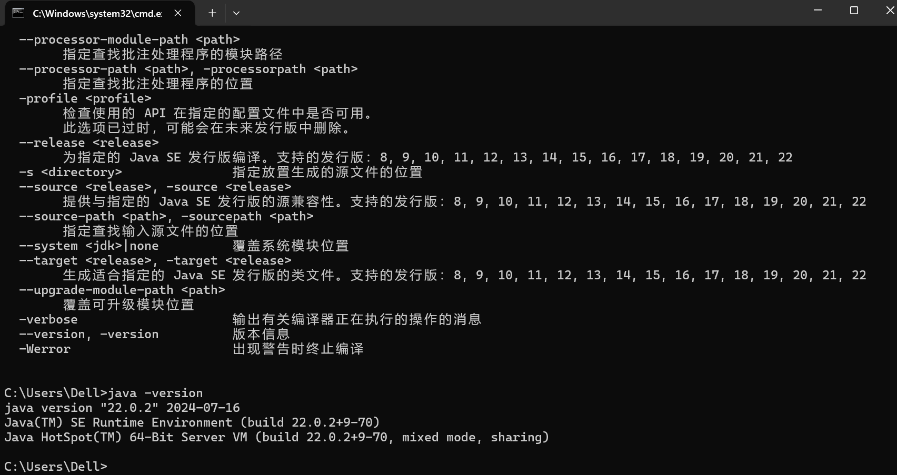 C:\Windows\system32\cmd.e
--processor-module-path <path>
指定查找批注处理程序的模块路径
--processor-path <path>, -processorpath <path>
指定查找批注处理程序的位置
-profile <profile>
检查使用的 API 在指定的配置文件中是否可用。
此选项已过时, 可能会在未来发行版中删除。
--release <release>
为指定的 Java SE 发行版编译。支持的发行版: 8, 9, 10, 11, 12, 13, 14, 15, 16, 17, 18, 19, 20, 21, 22
-s <directory> 指定放置生成的源文件的位置
--source <release>, -source <release>
提供与指定的 Java SE 发行版的源兼容性。支持的发行版: 8, 9, 10, 11, 12, 13, 14, 15, 16, 17, 18, 19, 20, 21, 22
--source-path <path>, -sourcepath <path>
指定查找输入源文件的位置
--system <jdk>|none 覆盖系统模块位置
--target <release>, -target <release>
生成适合指定的 Java SE 发行版的类文件。支持的发行版: 8, 9, 10, 11, 12, 13, 14, 15, 16, 17, 18, 19, 20, 21, 22
--upgrade-module-path <path>
覆盖可升级模块位置
-verbose 输出有关编译器正在执行的操作的消息
--version, -version 版本信息
-Werror 出现警告时终止编译
C:\Users\Dell>java -version
java version "22.0.2" 2024-07-16
Java(TM) SE Runtime Environment (build 22.0.2+9-70)
Java HotSpot(TM) 64-Bit Server VM (build 22.0.2+9-70, mixed mode, sharing)
C:\Users\Dell>